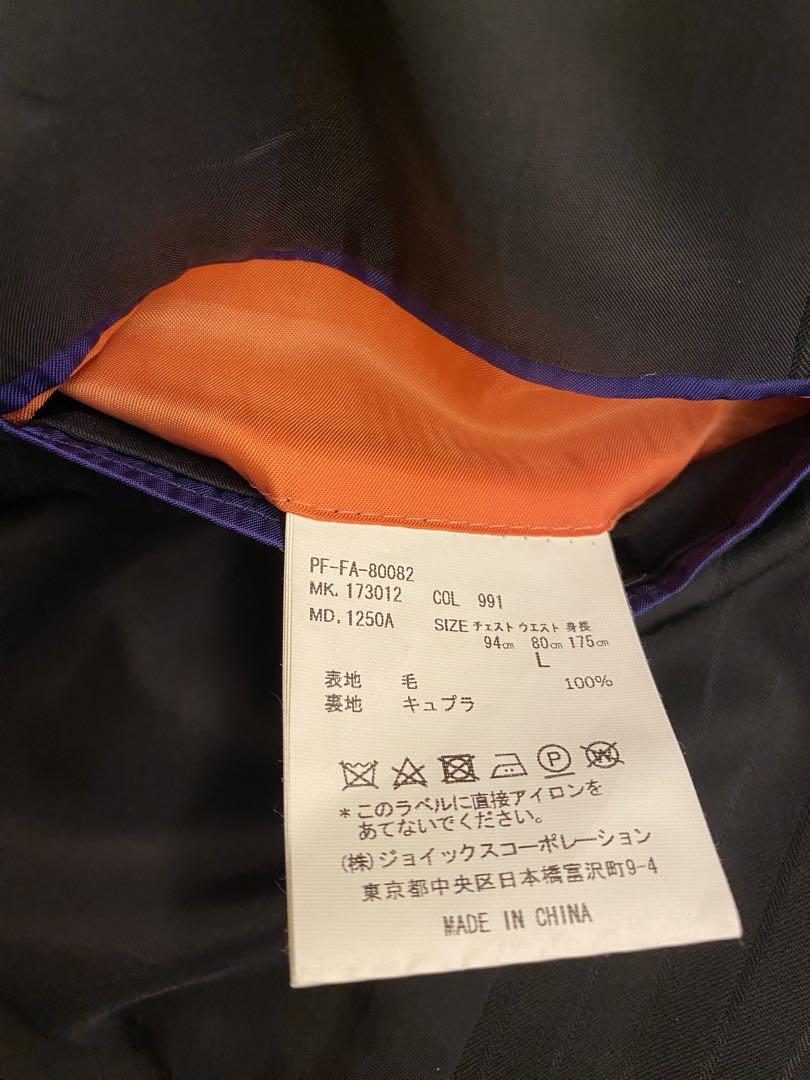 PF-FA-80082
MK. 173012 COL 991
MD. 1250A SIZE チェスト ウエスト 身長
94cm 80cm 175cm
L
表地 毛 100%
裏地 キュプラ
P
W
*このラベルに直接アイロンを
あてないでください。
(株)ジョイックスコーポレーション
東京都中央区日本橋富沢町9-4
MADE IN CHINA